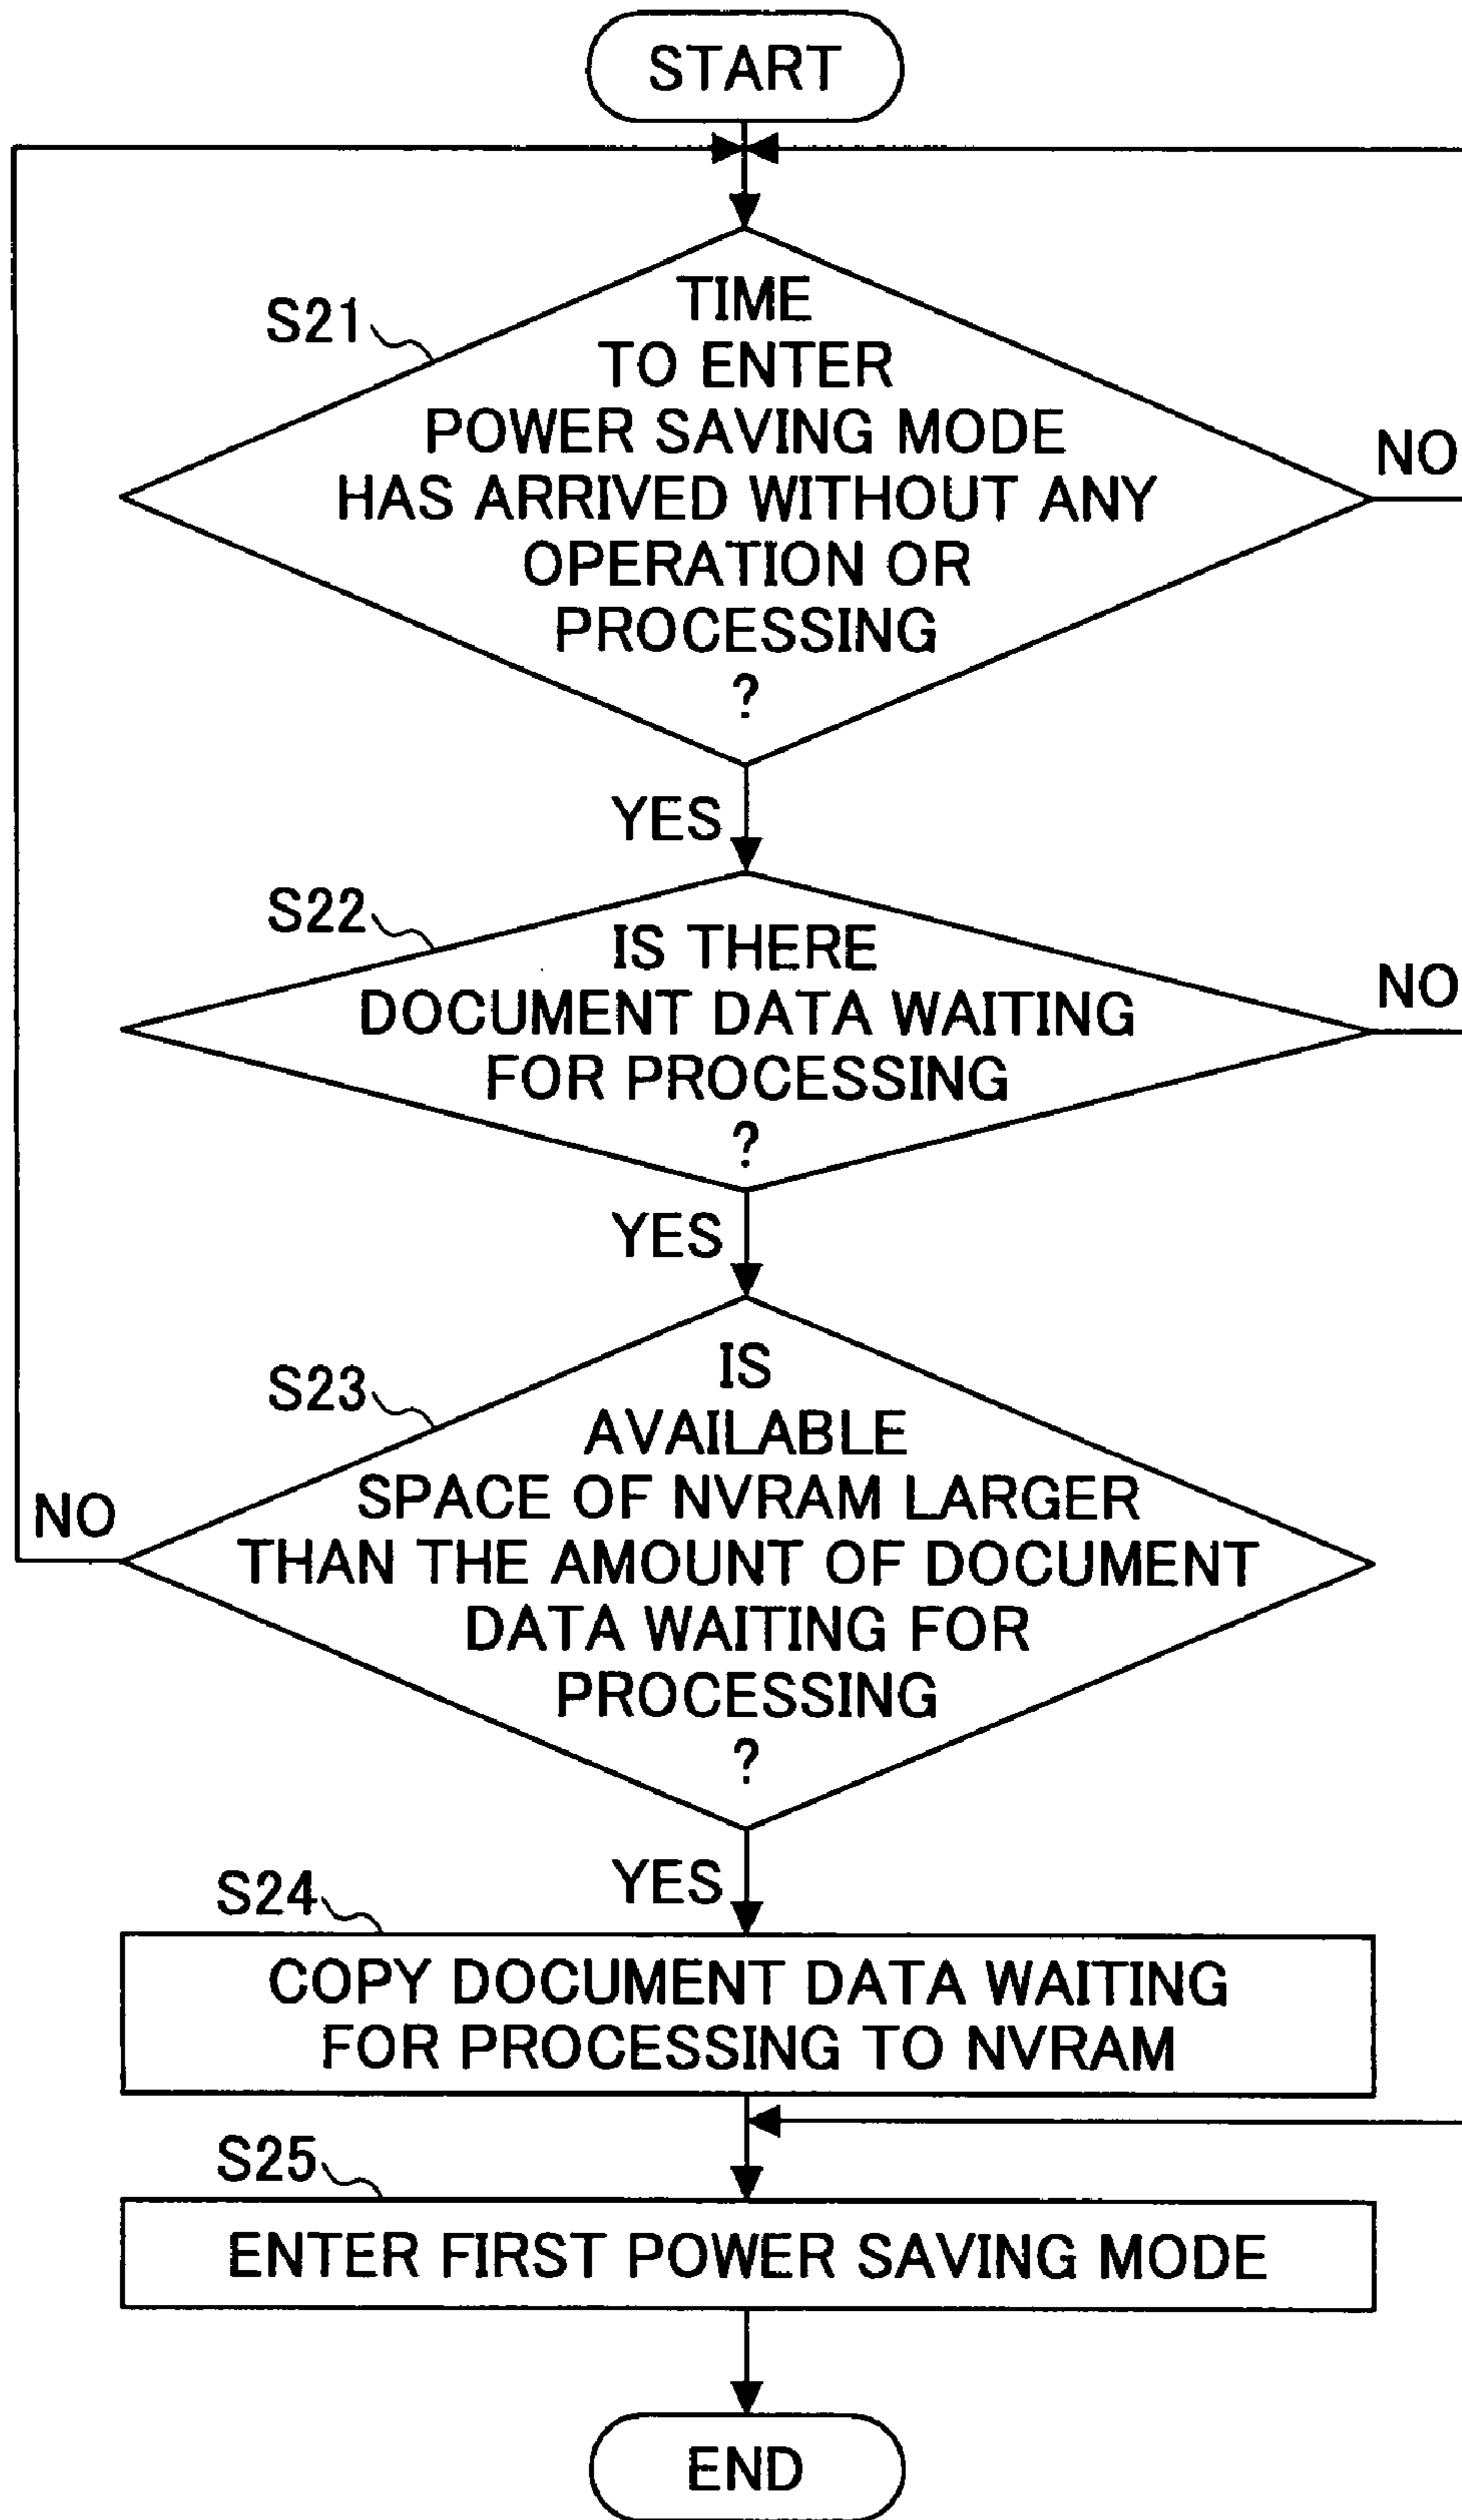 START
S21
TIME
TO ENTER
POWER SAVING MODE
HAS ARRIVED WITHOUT ANY
OPERATION OR
PROCESSING
?
NO
YES
S22
IS THERE
DOCUMENT DATA WAITING
FOR PROCESSING
?
NO
YES
S23
IS
AVAILABLE
SPACE OF NVRAM LARGER
THAN THE AMOUNT OF DOCUMENT
DATA WAITING FOR
PROCESSING
?
NO
YES
S24
COPY DOCUMENT DATA WAITING
FOR PROCESSING TO NVRAM
S25
ENTER FIRST POWER SAVING MODE
END